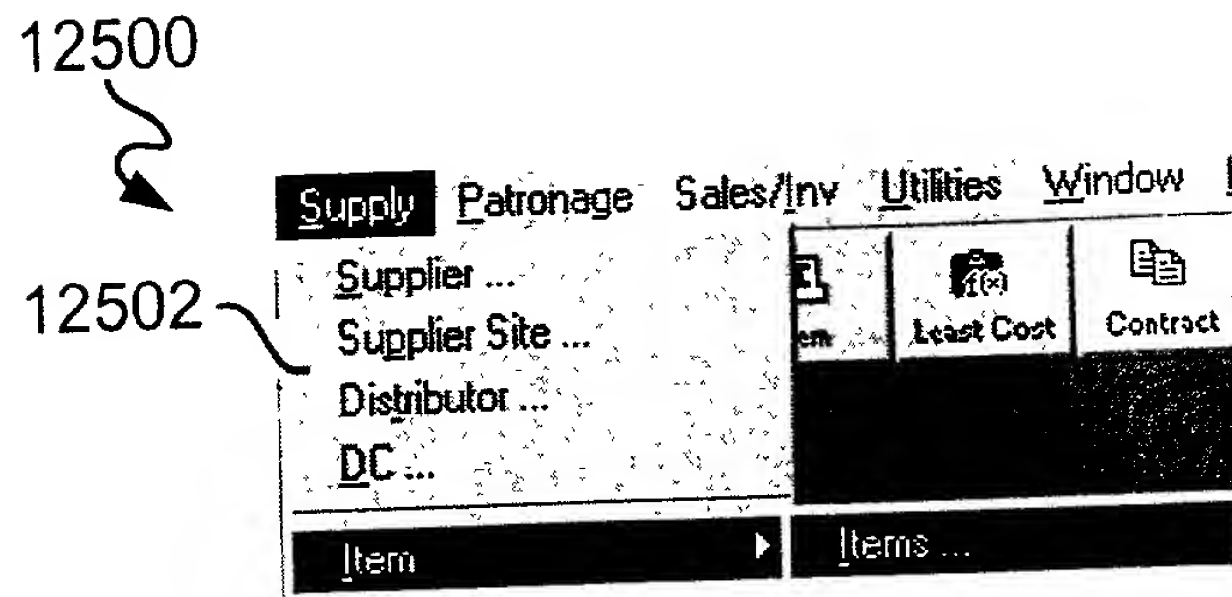 12500
Supply Patronage Sales/Inv Utilities Window
Supplier ...
Supplier Site ...
12502
Least Cost Contract
Distributor ...
DC ...
Item Items ...